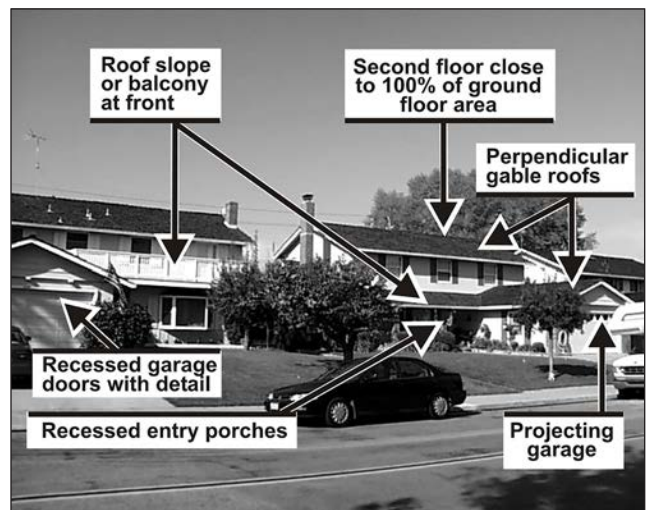 Roof slope
or balcony
at front
Second floor close
to 100% of ground
floor area
Perpendicular
gable roofs
Recessed garage
doors with detail
Recessed entry porches
Projecting
garage